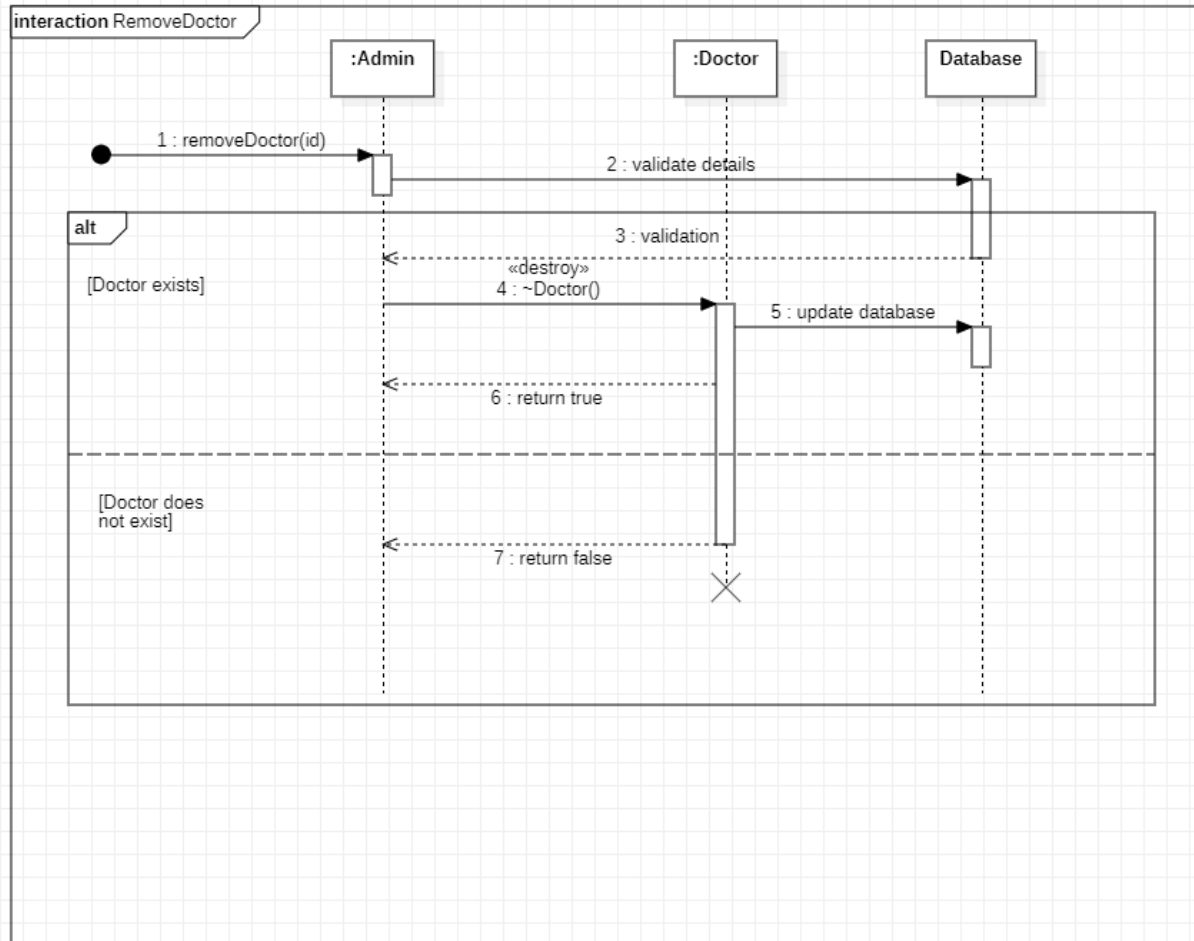 interaction RemoveDoctor
:Admin
:Doctor
Database
1 : removeDoctor(id)
2 : validate details
alt
3 : validation
[Doctor exists]
«destroy»
4 : ~Doctor()
5 : update database
6 : return true
[Doctor does
not exist]
7 : return false